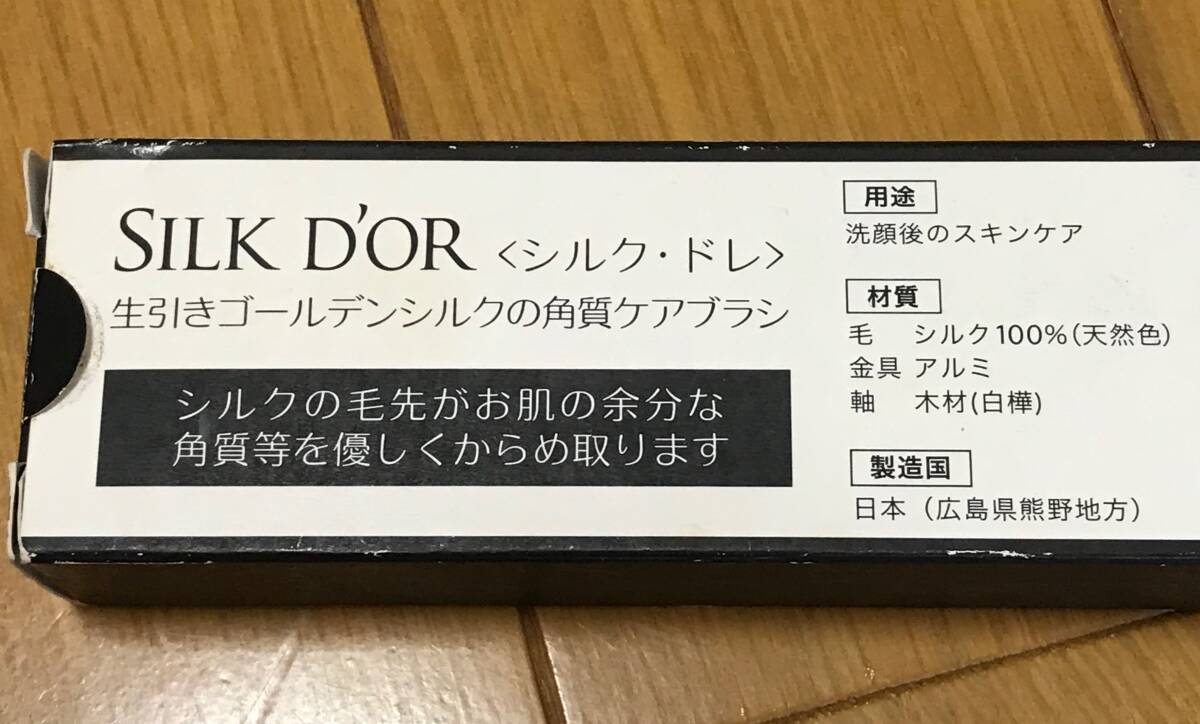 SILK D'OR <シルク・ドレ>
生引きゴールデンシルクの角質ケアブラシ
シルクの毛先がお肌の余分な
角質等を優しくからめ取ります
用途
洗顔後のスキンケア
材質
毛 シルク100%(天然色)
金具 アルミ
軸 木材(白樺)
製造国
日本（広島県熊野地方）